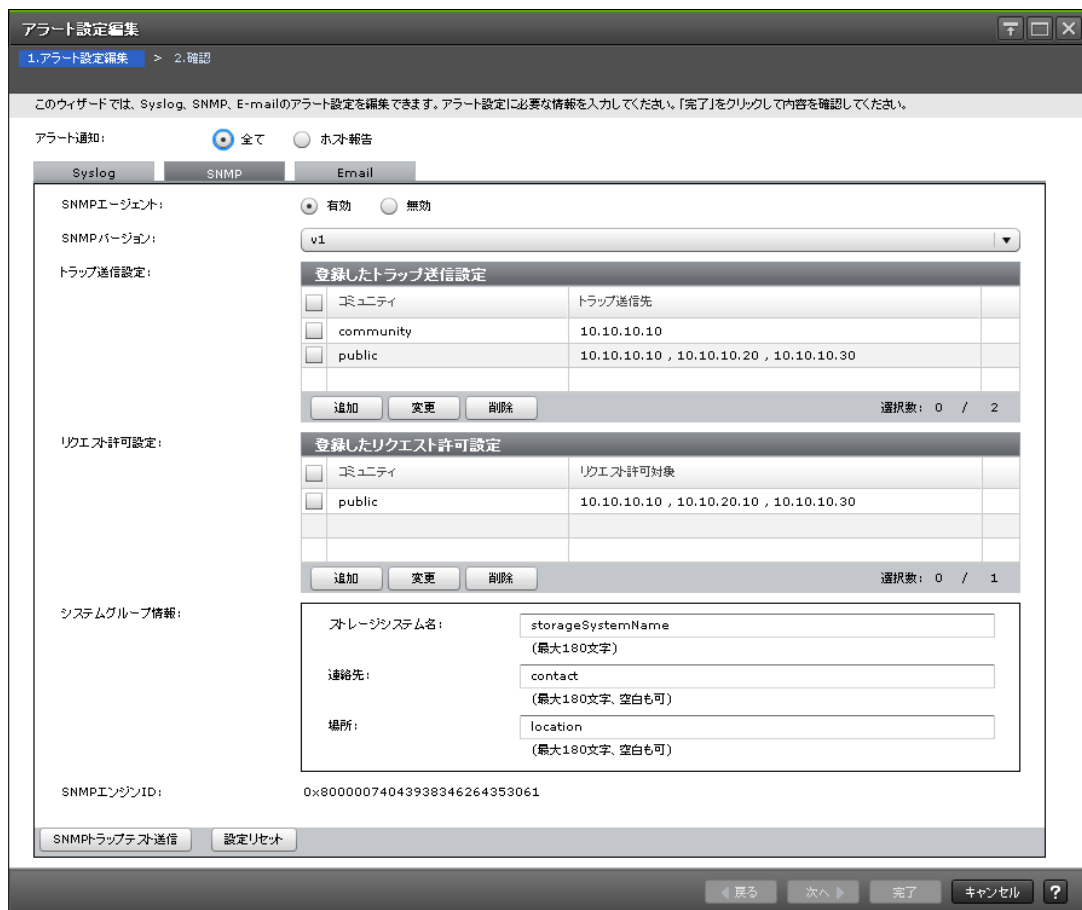 アラート設定編集
1.アラート設定編集 > 2.確認
このウィザードでは、Syslog、SNMP、E-mailのアラート設定を編集できます。アラート設定に必要な情報を入力してください。「完了」をクリックして内容を確認してください。
アラート通知: 全て ホスト報告
Syslog SNMP Email
SNMPエージェント: 有効 無効
SNMPバージョン: v1
トラップ送信設定: 登録したトラップ送信設定
コミュニティ トラップ送信先
community 10.10.10.10
public 10.10.10.10 , 10.10.10.20 , 10.10.10.30
追加 変更 削除 選択数: 0 / 2
リクエスト許可設定: 登録したリクエスト許可設定
コミュニティ リクエスト許可対象
public 10.10.10.10 , 10.10.20.10 , 10.10.10.30
追加 変更 削除 選択数: 0 / 1
システムグループ情報: ストレージシステム名: storageSystemName
(最大180文字)
連絡先: contact
(最大180文字、空白も可)
場所: location
(最大180文字、空白も可)
SNMPエンジンID: 0x80000074043938346264353061
SNMPトラップテスト送信 設定リセット
戻る 次へ 完了 キャンセル ?